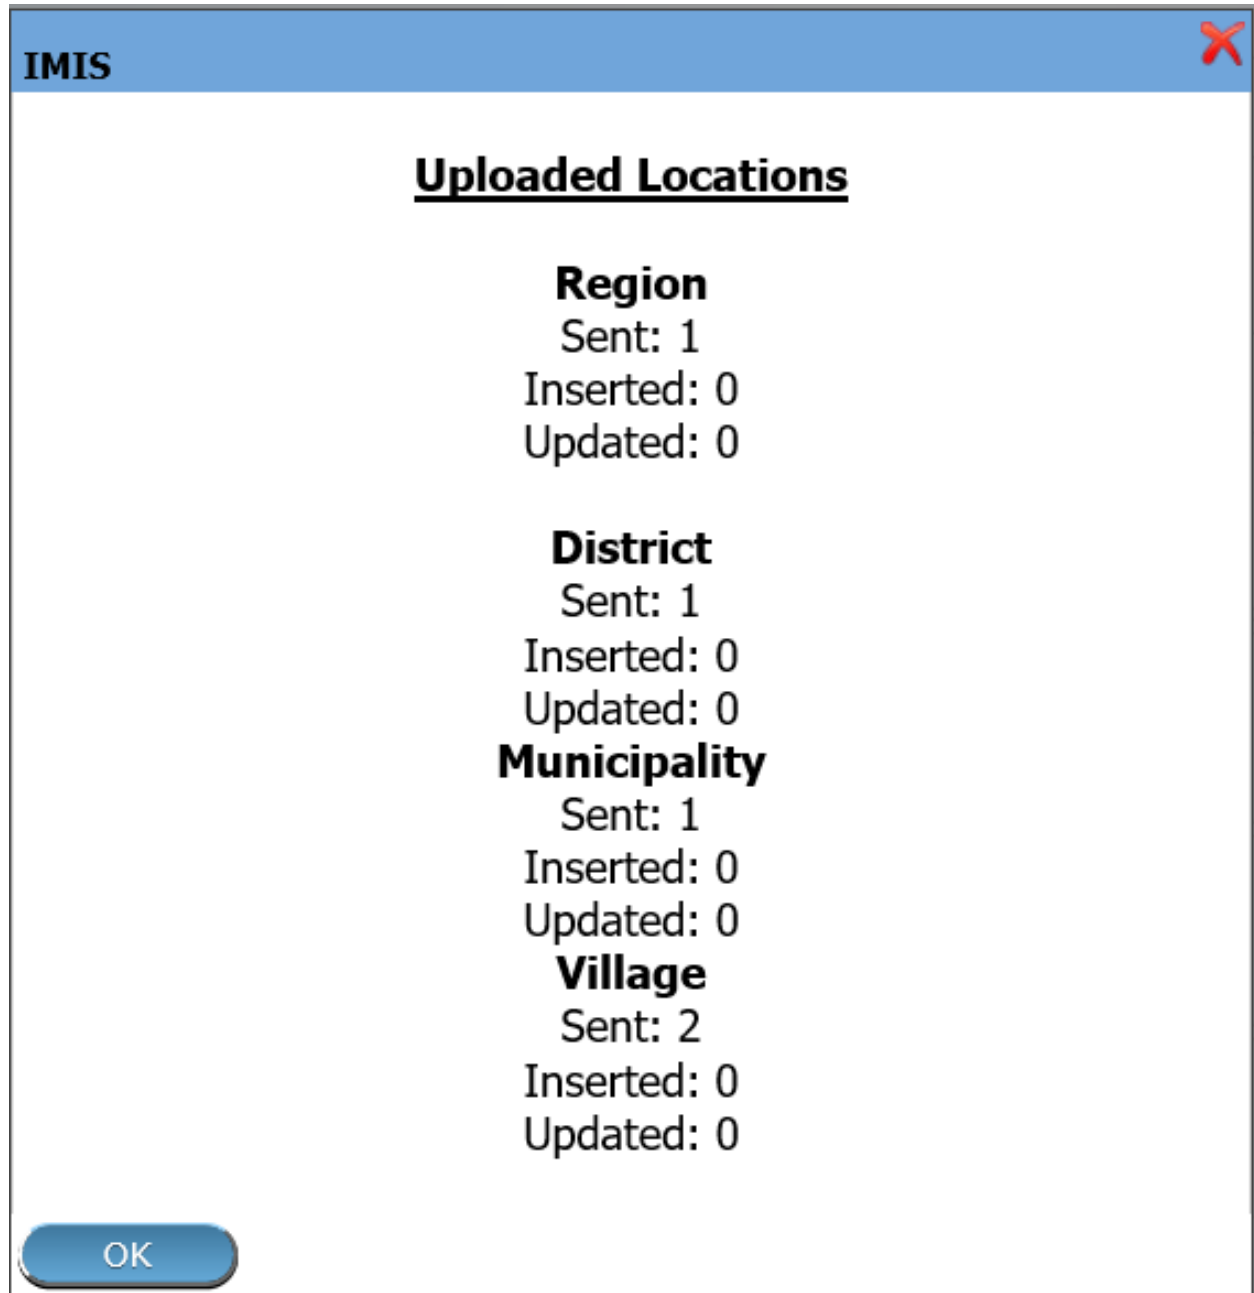 IMIS
Uploaded Locations
Region
Sent: 1
Inserted: 0
Updated: 0
District
Sent: 1
Inserted: 0
Updated: 0
Municipality
Sent: 1
Inserted: 0
Updated: 0
Village
Sent: 2
Inserted: 0
Updated: 0
OK